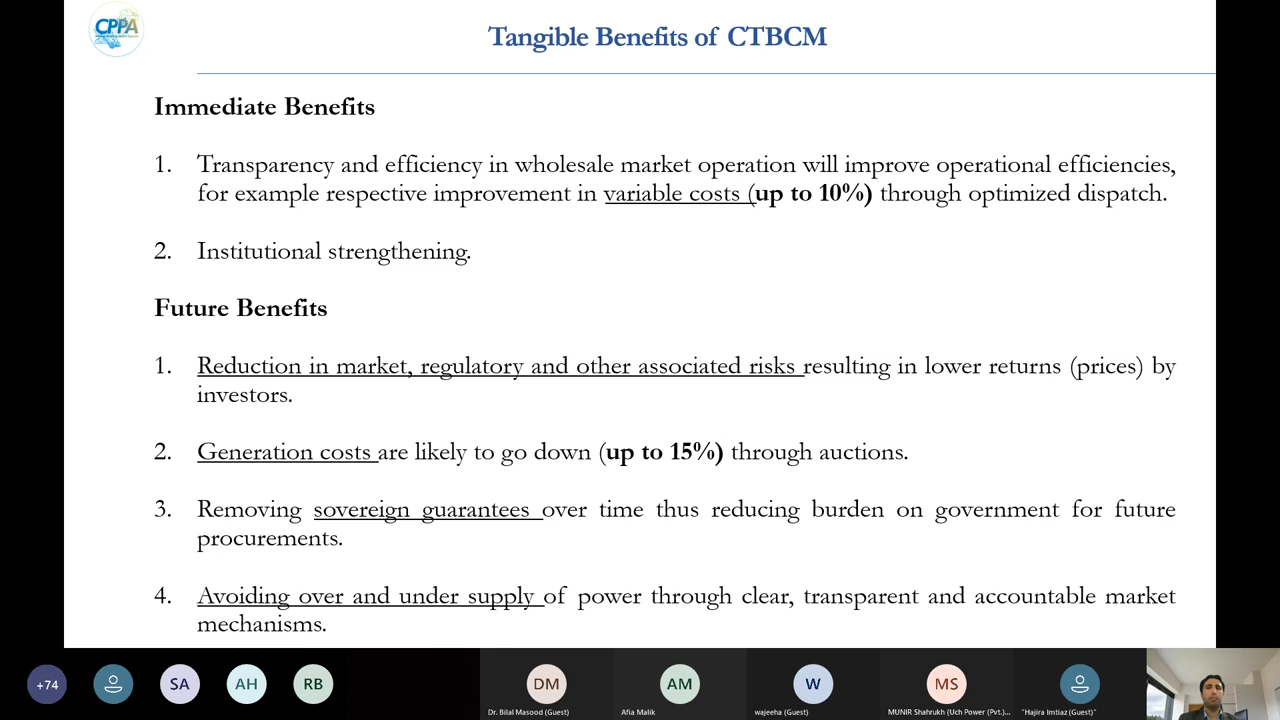 CPPA
Tangible Benefits of CTBCM
Immediate Benefits
1. Transparency and efficiency in wholesale market operation will improve operational efficiencies,
for example respective improvement in variable costs (up to 10%) through optimized dispatch.
2. Institutional strengthening.
Future Benefits
1. Reduction in market, regulatory and other associated risks resulting in lower returns (prices) by
investors.
2. Generation costs are likely to go down (up to 15%) through auctions.
3. Removing sovereign guarantees over time thus reducing burden on government for future
procurements.
4. Avoiding over and under supply of power through clear, transparent and accountable market
mechanisms.
+74 SA AH RB DM AM W MS
Dr. Bilal Masood (Guest) Afia Malik wajeeha (Guest) MUNIR Shahrukh (Uch Power (Pvt.)... "Hajira Imtiaz (Guest)"